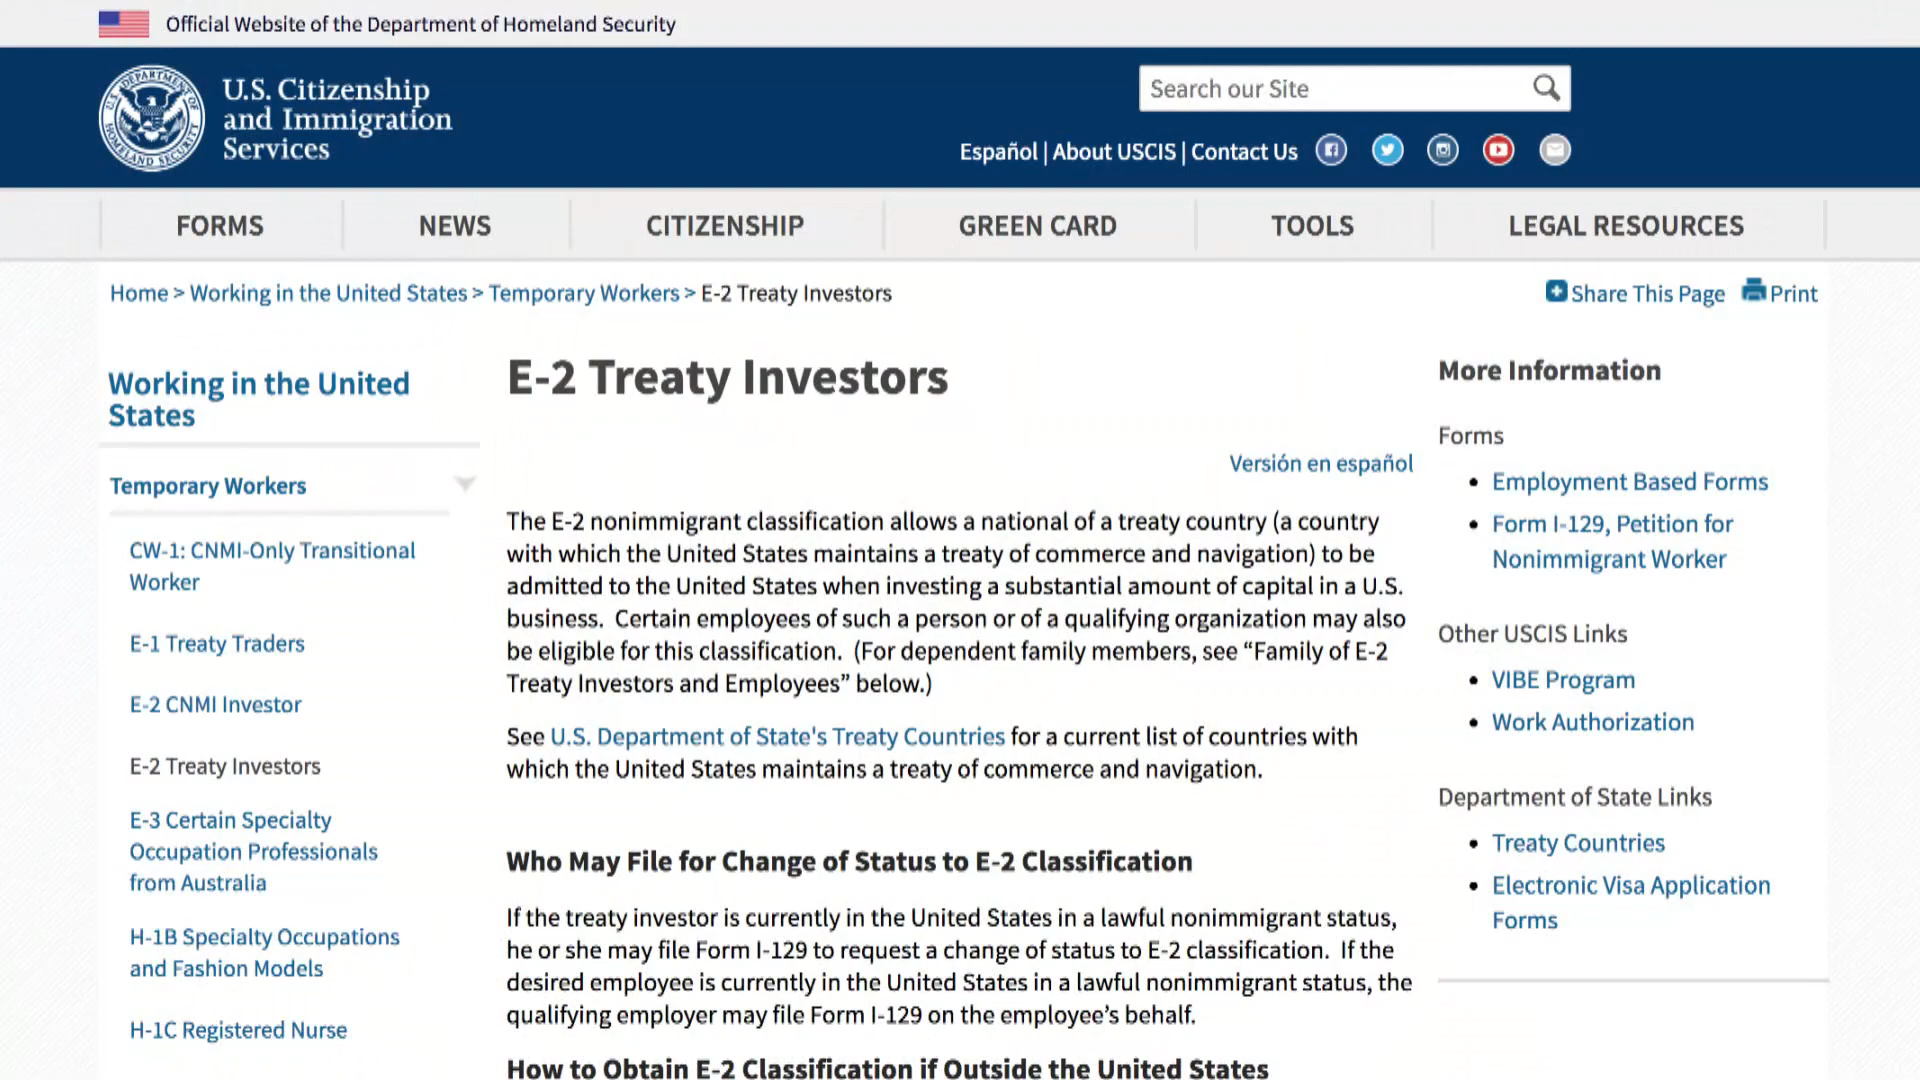 Official Website of the Department of Homeland Security
U.S. Citizenship
and Immigration
Services
Search our Site
Español | About USCIS | Contact Us
FORMS
NEWS
CITIZENSHIP
GREEN CARD
TOOLS
LEGAL RESOURCES
Home > Working in the United States > Temporary Workers > E-2 Treaty Investors
Share This Page
Print
Working in the United
States
Temporary Workers
CW-1: CNMI-Only Transitional
Worker
E-1 Treaty Traders
E-2 CNMI Investor
E-2 Treaty Investors
E-3 Certain Specialty
Occupation Professionals
from Australia
H-1B Specialty Occupations
and Fashion Models
H-1C Registered Nurse
E-2 Treaty Investors
Versión en español
The E-2 nonimmigrant classification allows a national of a treaty country (a country
with which the United States maintains a treaty of commerce and navigation) to be
admitted to the United States when investing a substantial amount of capital in a U.S.
business.  Certain employees of such a person or of a qualifying organization may also
be eligible for this classification.  (For dependent family members, see “Family of E-2
Treaty Investors and Employees” below.)
See U.S. Department of State's Treaty Countries for a current list of countries with
which the United States maintains a treaty of commerce and navigation.
Who May File for Change of Status to E-2 Classification
If the treaty investor is currently in the United States in a lawful nonimmigrant status,
he or she may file Form I-129 to request a change of status to E-2 classification.  If the
desired employee is currently in the United States in a lawful nonimmigrant status, the
qualifying employer may file Form I-129 on the employee’s behalf.
How to Obtain E-2 Classification if Outside the United States
More Information
Forms
Employment Based Forms
Form I-129, Petition for
Nonimmigrant Worker
Other USCIS Links
VIBE Program
Work Authorization
Department of State Links
Treaty Countries
Electronic Visa Application
Forms